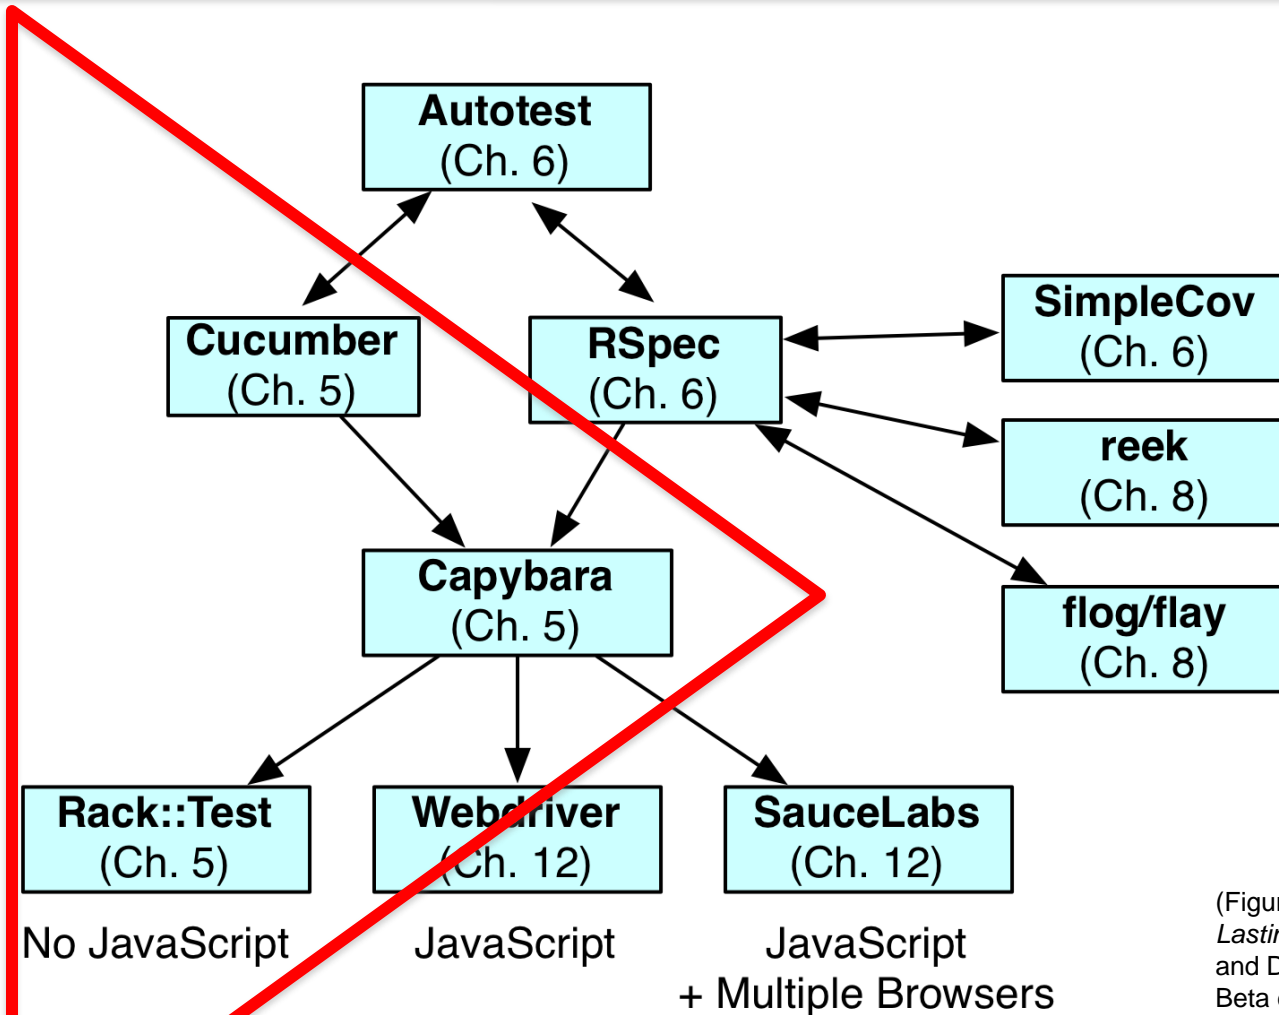 Autotest
(Ch. 6)
Cucumber
(Ch. 5)
RSpec
(Ch. 6)
SimpleCov
(Ch. 6)
reek
(Ch. 8)
flog/flay
(Ch. 8)
Capybara
(Ch. 5)
Rack::Test
(Ch. 5)
Webdriver
(Ch. 12)
SauceLabs
(Ch. 12)
No JavaScript
JavaScript
JavaScript
+ Multiple Browsers
and
Beta